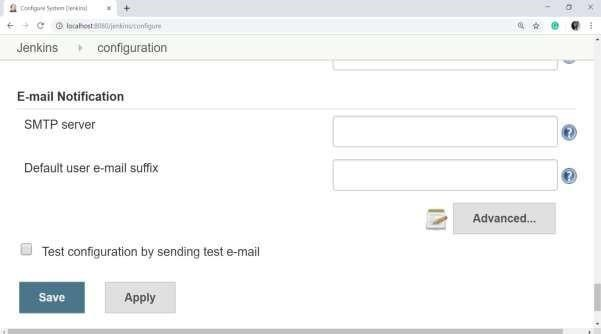 Configure System [Jenkins]
localhost:8080/jenkins/configure
Jenkins
configuration
E-mail Notification
SMTP server
Default user e-mail suffix
Advanced...
Test configuration by sending test e-mail
Save
Apply